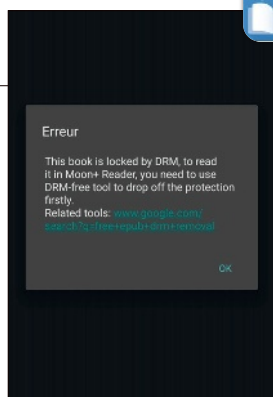 Erreur
This book is locked by DRM, to read
it in Moon+ Reader, you need to use
DRM-free tool to drop off the protection
firstly.
Related tools: www.google.com/
search?q=free+epub+drm+removal
OK